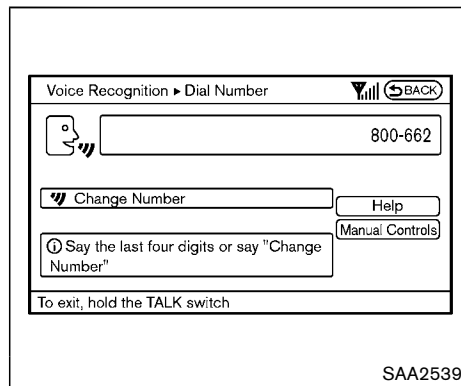 Voice Recognition ▸ Dial Number
BACK
800-662
Change Number
Help
Manual Controls
Say the last four digits or say "Change
Number"
To exit, hold the TALK switch
SAA2539